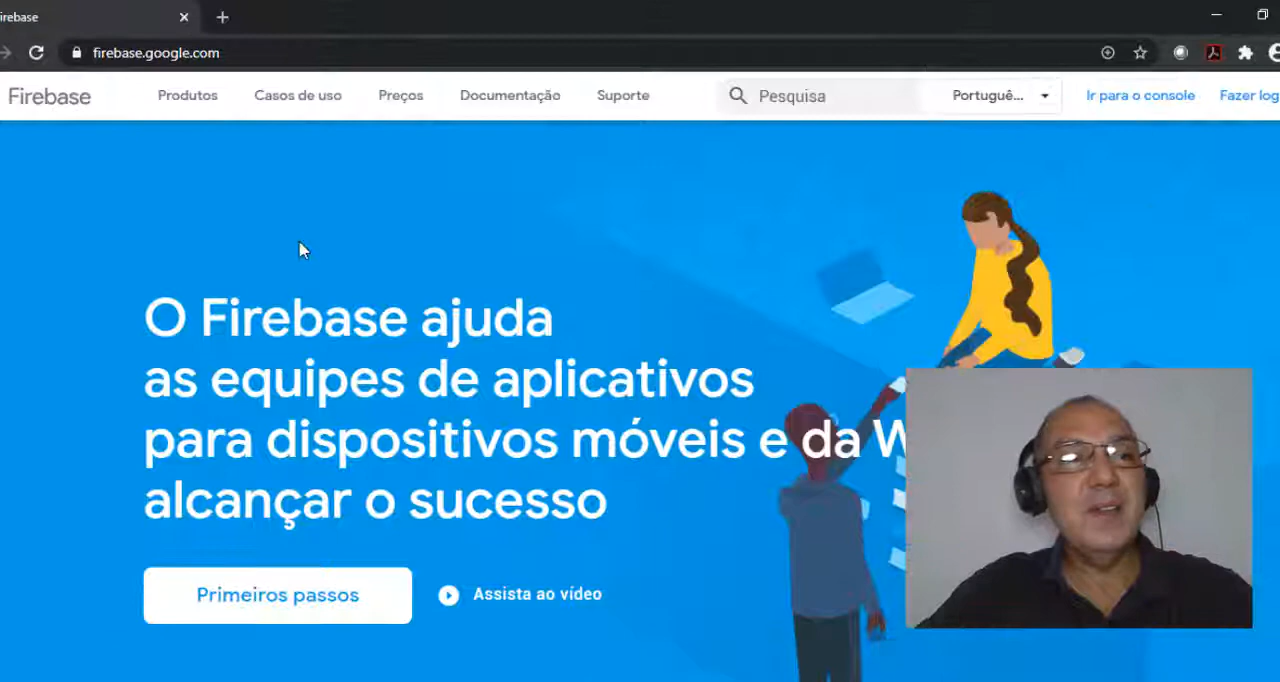 irebase
firebase.google.com
Firebase
Produtos
Casos de uso
Preços
Documentação
Suporte
Pesquisa
Portuguê...
Ir para o console
Fazer log
O Firebase ajuda
as equipes de aplicativos
para dispositivos móveis e da W
alcançar o sucesso
Primeiros passos
Assista ao vídeo